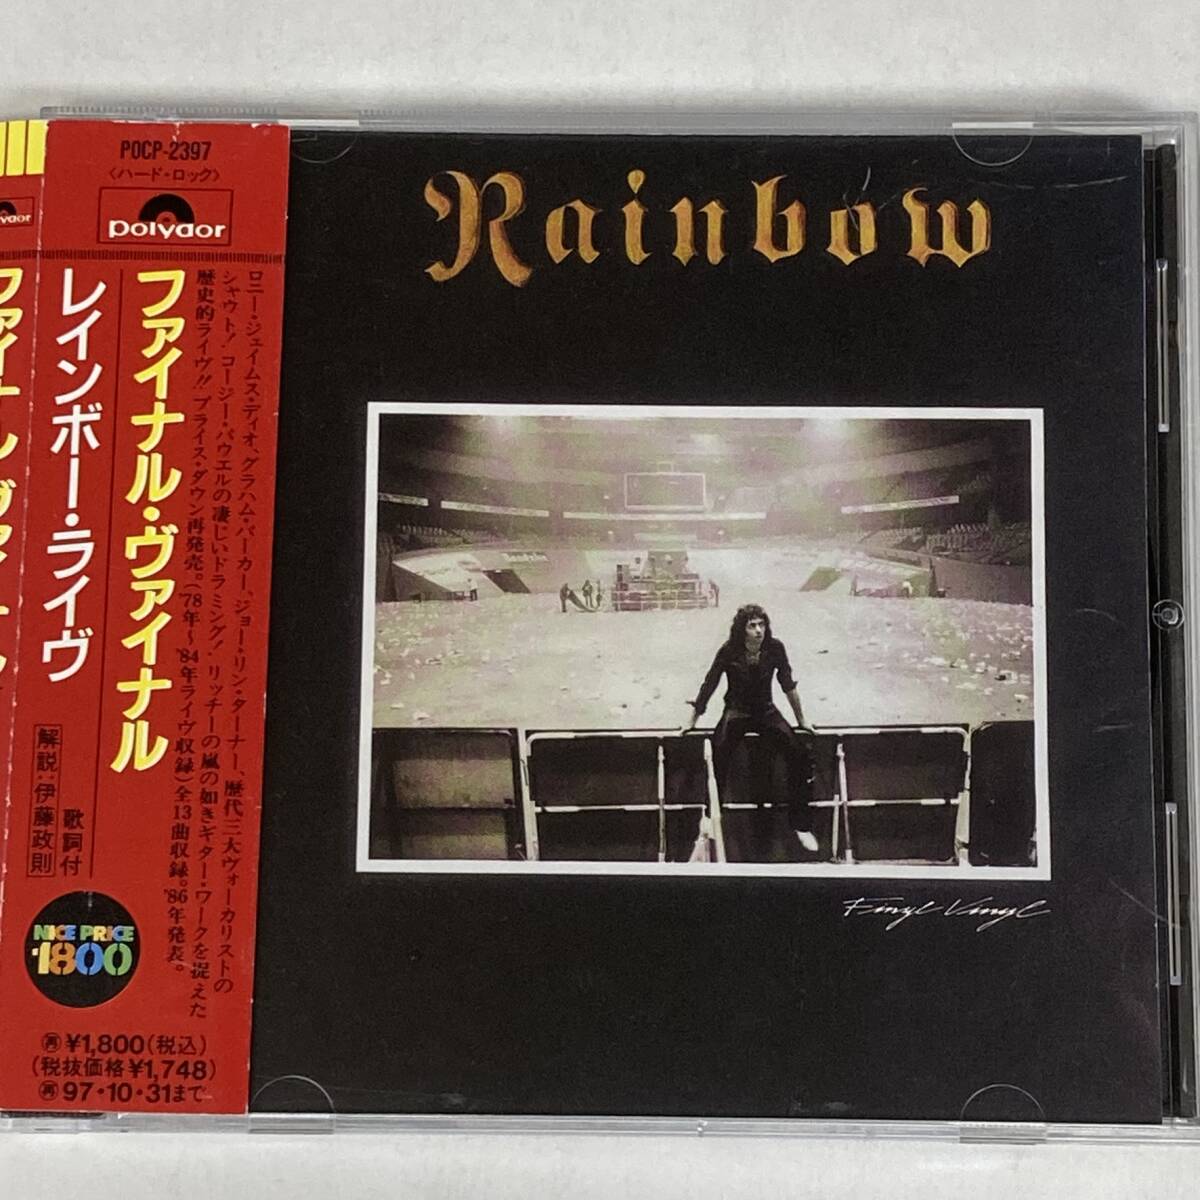 POCP-2397
〈ハード・ロック〉
polydor
ファイナル・ヴァイナル
レインボー・ライヴ
ロニー・ジェイムス・ディオ、グラハム・バーカー、ジョー・リン・ターナー、歴代三大ヴォーカリストの
シャウト! コージー・パウエルの凄じいドラミング! リッチーの嵐の如きギター・ワークを捉えた
歴史的ライヴ!! プライス・ダウン再発売。('78年〜'84年ライヴ収録)全13曲収録。'86年発表。
歌詞付
解説:伊藤政則
NICE PRICE
¥1800
再¥1,800(税込)
(税抜価格¥1,748)
再97・10・31まで
Rainbow
Finyl Vinyl